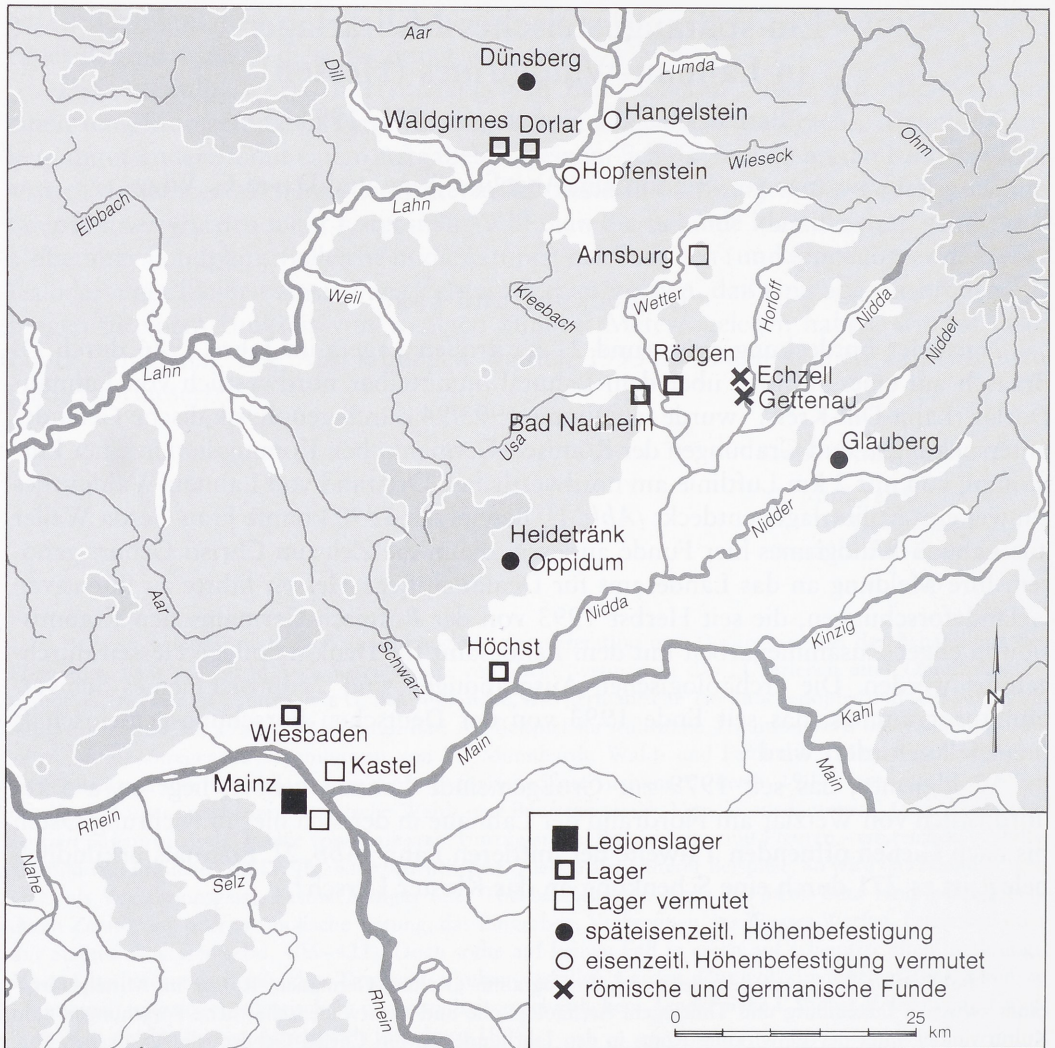 Aar
Dünsberg
Dill
Lumda
Hangelstein
Waldgirmes Dorlar
Ohm
Wieseck
Hopfenstein
Lahn
Elbbach
Arnsburg
Weil
Kleebach
Wetter
Horloff
Nidda
Nidder
Rödgen
Echzell
Gettenau
Lahn
Bad Nauheim
Usa
Glauberg
Nidder
Heidetränk
Oppidum
Aar
Nidda
Kinzig
Höchst
Schwarz
N
Kahl
Wiesbaden
Main
Kastel
Main
Mainz
Rhein
Nahe
Selz
Rhein
Legionslager
Lager
Lager vermutet
späteisenzeitl. Höhenbefestigung
eisenzeitl. Höhenbefestigung vermutet
römische und germanische Funde
0 25
km